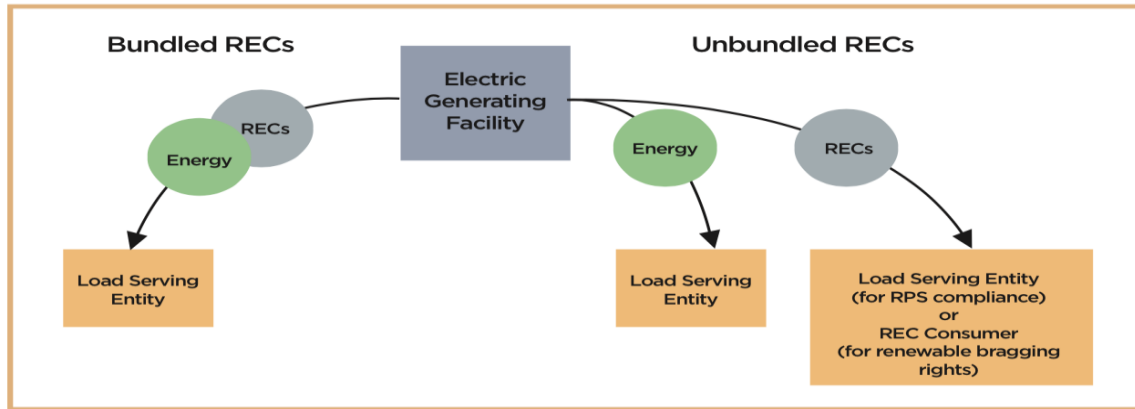 Bundled RECs
Unbundled RECs
Electric
Generating
Facility
RECs
Energy
Energy
RECs
Load Serving
Entity
Load Serving
Entity
Load Serving Entity
(for RPS compliance)
or
REC Consumer
(for renewable bragging
rights)